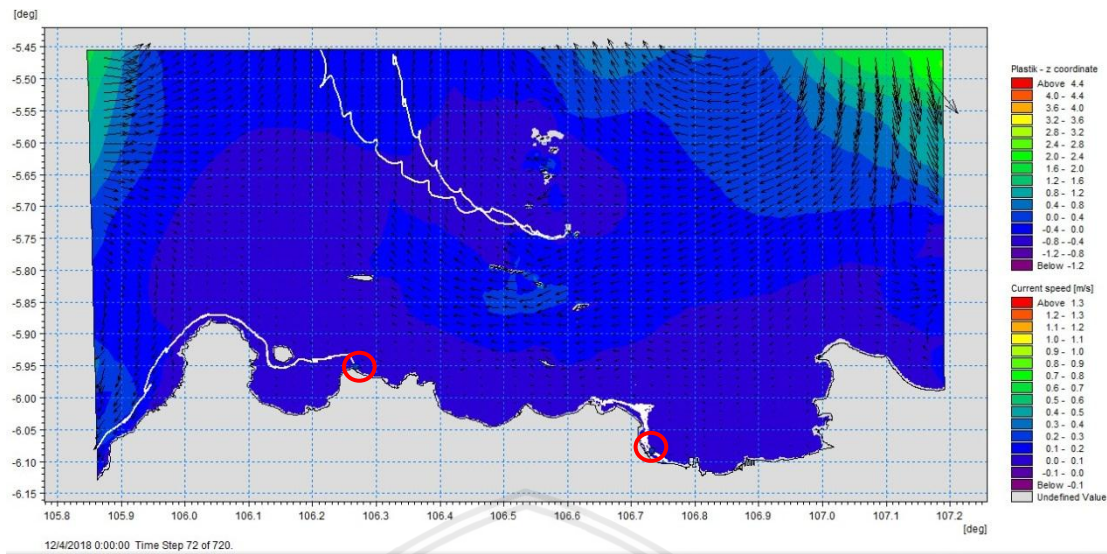 [deg]
-5.45
-5.50
-5.55
-5.60
-5.65
-5.70
-5.75
-5.80
-5.85
-5.90
-5.95
-6.00
-6.05
-6.10
-6.15
105.8 105.9 106.0 106.1 106.2 106.3 106.4 106.5 106.6 106.7 106.8 106.9 107.0 107.1 107.2
[deg]
12/4/2018 0:00:00 Time Step 72 of 720.
Plastik - z coordinate
Above 4.4
4.0 - 4.4
3.6 - 4.0
3.2 - 3.6
2.8 - 3.2
2.4 - 2.8
2.0 - 2.4
1.6 - 2.0
1.2 - 1.6
0.8 - 1.2
0.4 - 0.8
0.0 - 0.4
-0.4 - 0.0
-0.8 - -0.4
-1.2 - -0.8
Below -1.2
Current speed [m/s]
Above 1.3
1.2 - 1.3
1.1 - 1.2
1.0 - 1.1
0.9 - 1.0
0.8 - 0.9
0.7 - 0.8
0.6 - 0.7
0.5 - 0.6
0.4 - 0.5
0.3 - 0.4
0.2 - 0.3
0.1 - 0.2
0.0 - 0.1
-0.1 - 0.0
Below -0.1
Undefined Value